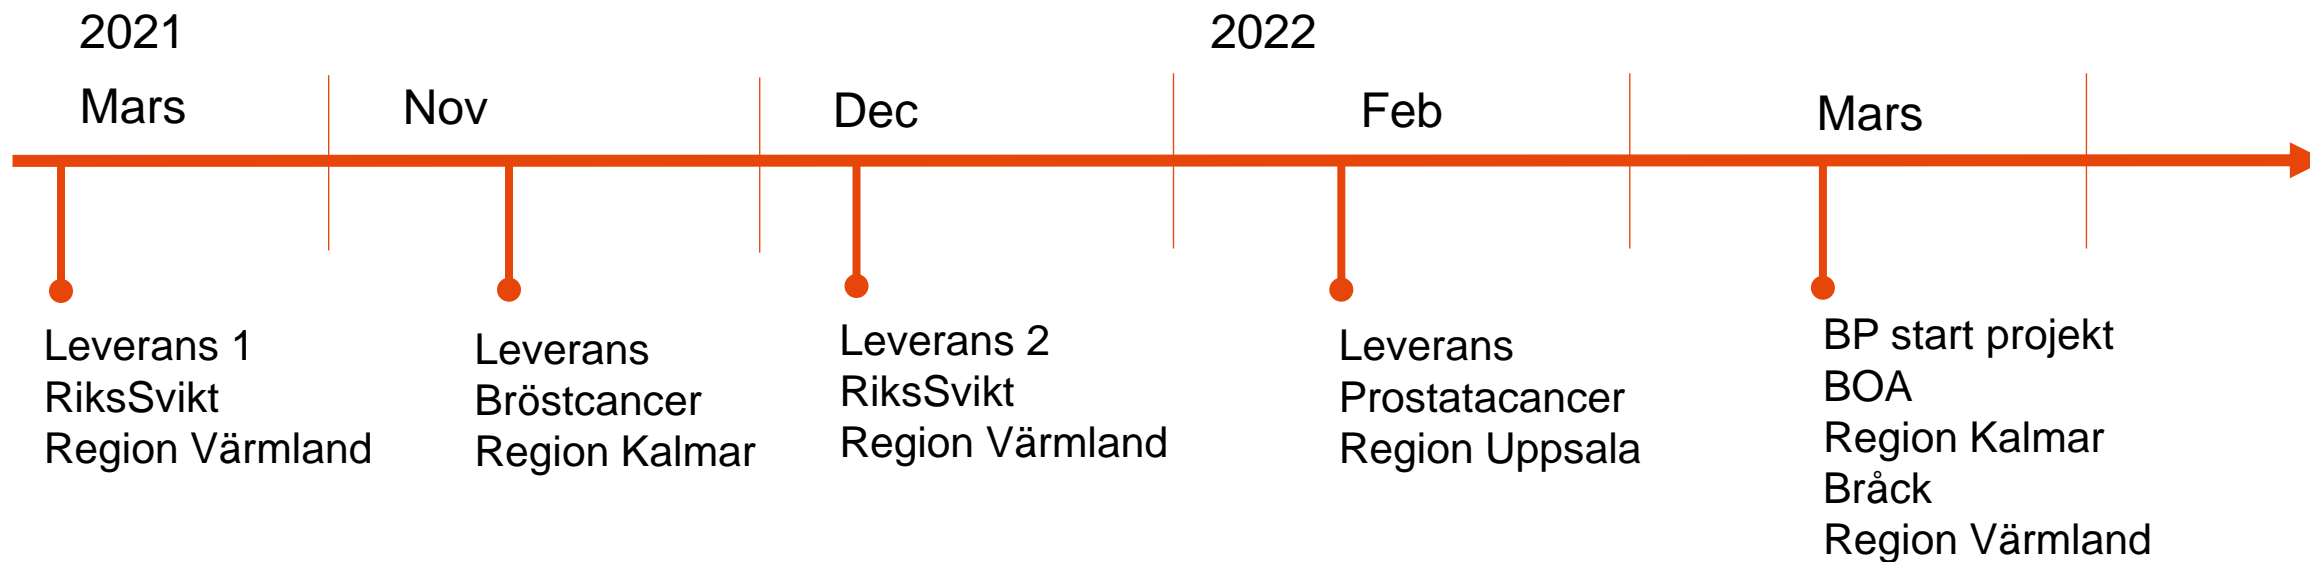 2021
2022
Mars
Nov
Dec
Feb
Mars
Leverans 1
RiksSvikt
Region Värmland
Leverans
Bröstcancer
Region Kalmar
Leverans 2
RiksSvikt
Region Värmland
Leverans
Prostatacancer
Region Uppsala
BP start projekt
BOA
Region Kalmar
Bråck
Region Värmland